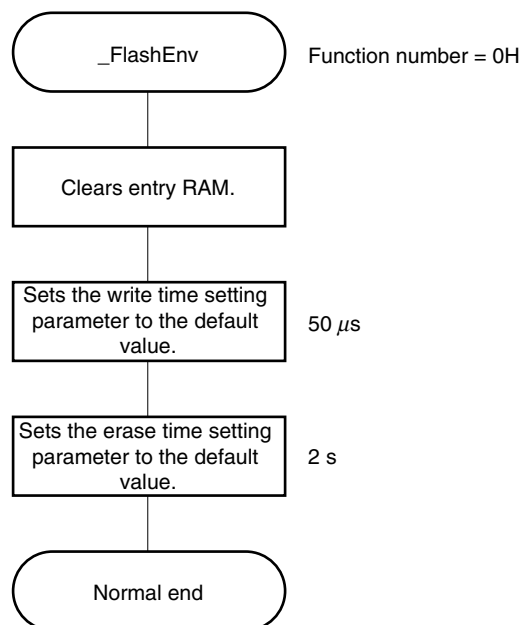 _FlashEnv
Function number = 0H
Clears entry RAM.
Sets the write time setting
parameter to the default
value.
50 μs
Sets the erase time setting
parameter to the default
value.
2 s
Normal end